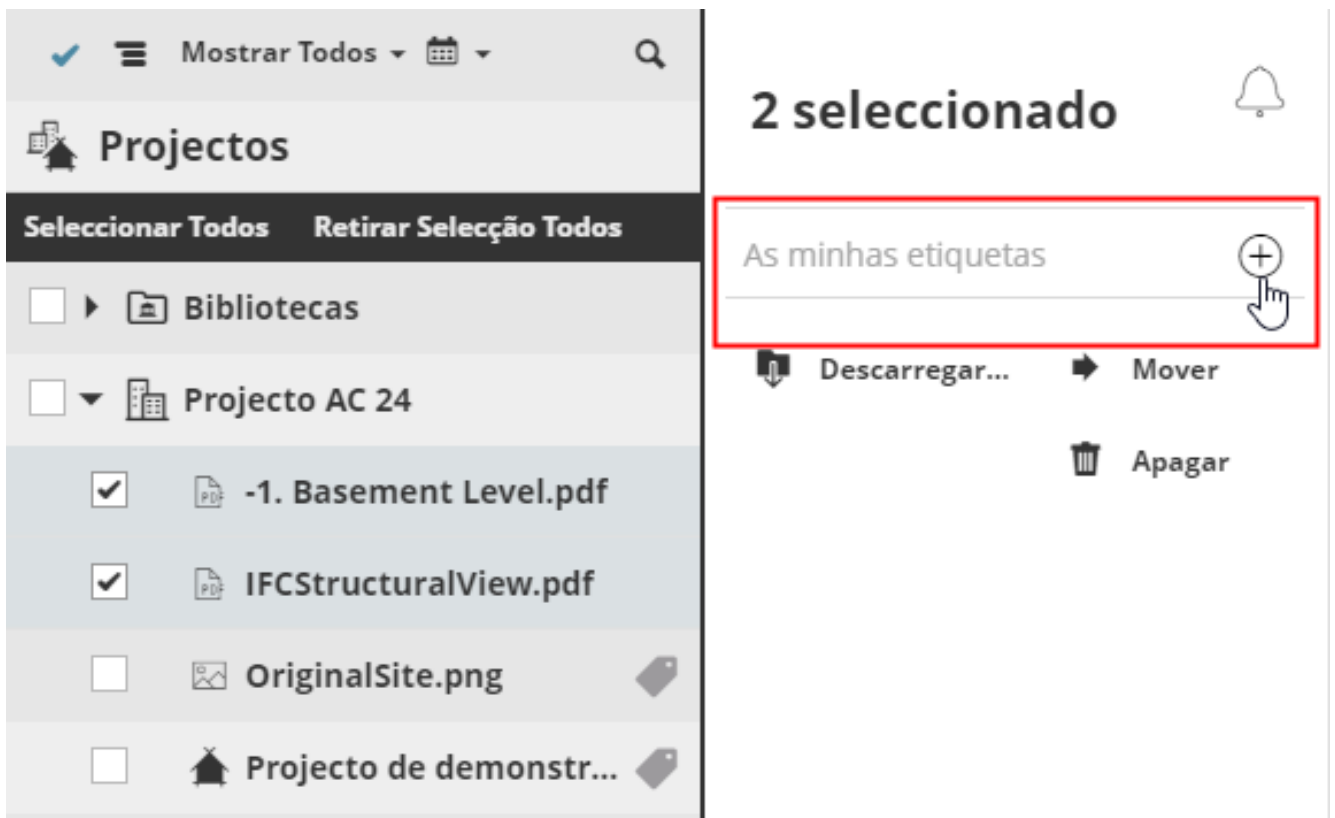 Mostrar Todos
Projectos
Seleccionar Todos Retirar Selecção Todos
Bibliotecas
Projecto AC 24
-1. Basement Level.pdf
IFCStructuralView.pdf
OriginalSite.png
Projecto de demonstr...
2 seleccionado
As minhas etiquetas
Descarregar... Mover
Apagar